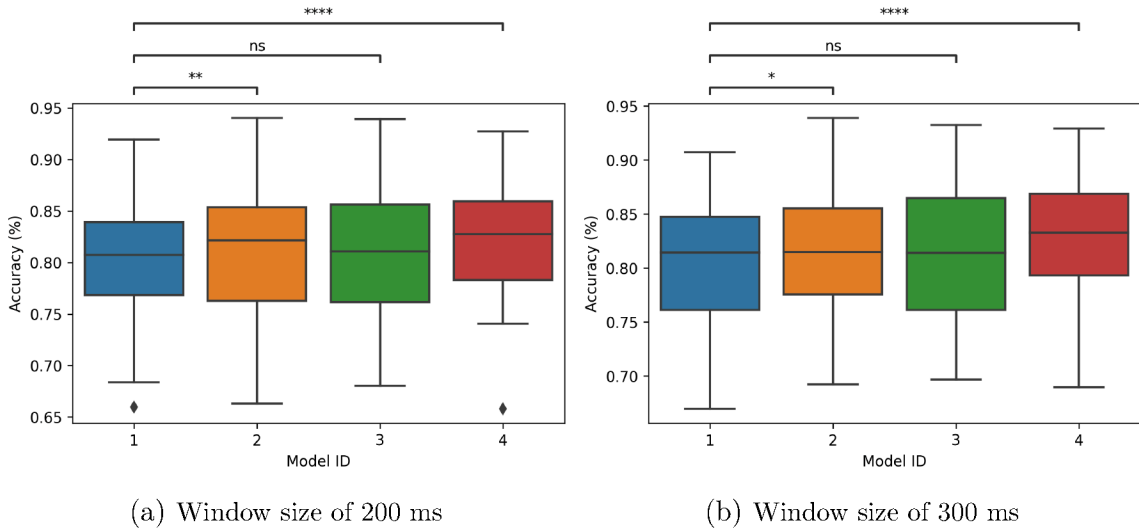 ****
ns
**
0.95
0.90
0.85
0.80
0.75
0.70
0.65
Accuracy (%)
1 2 3 4
Model ID
(a) Window size of 200 ms
****
ns
*
0.95
0.90
0.85
0.80
0.75
0.70
Accuracy (%)
1 2 3 4
Model ID
(b) Window size of 300 ms